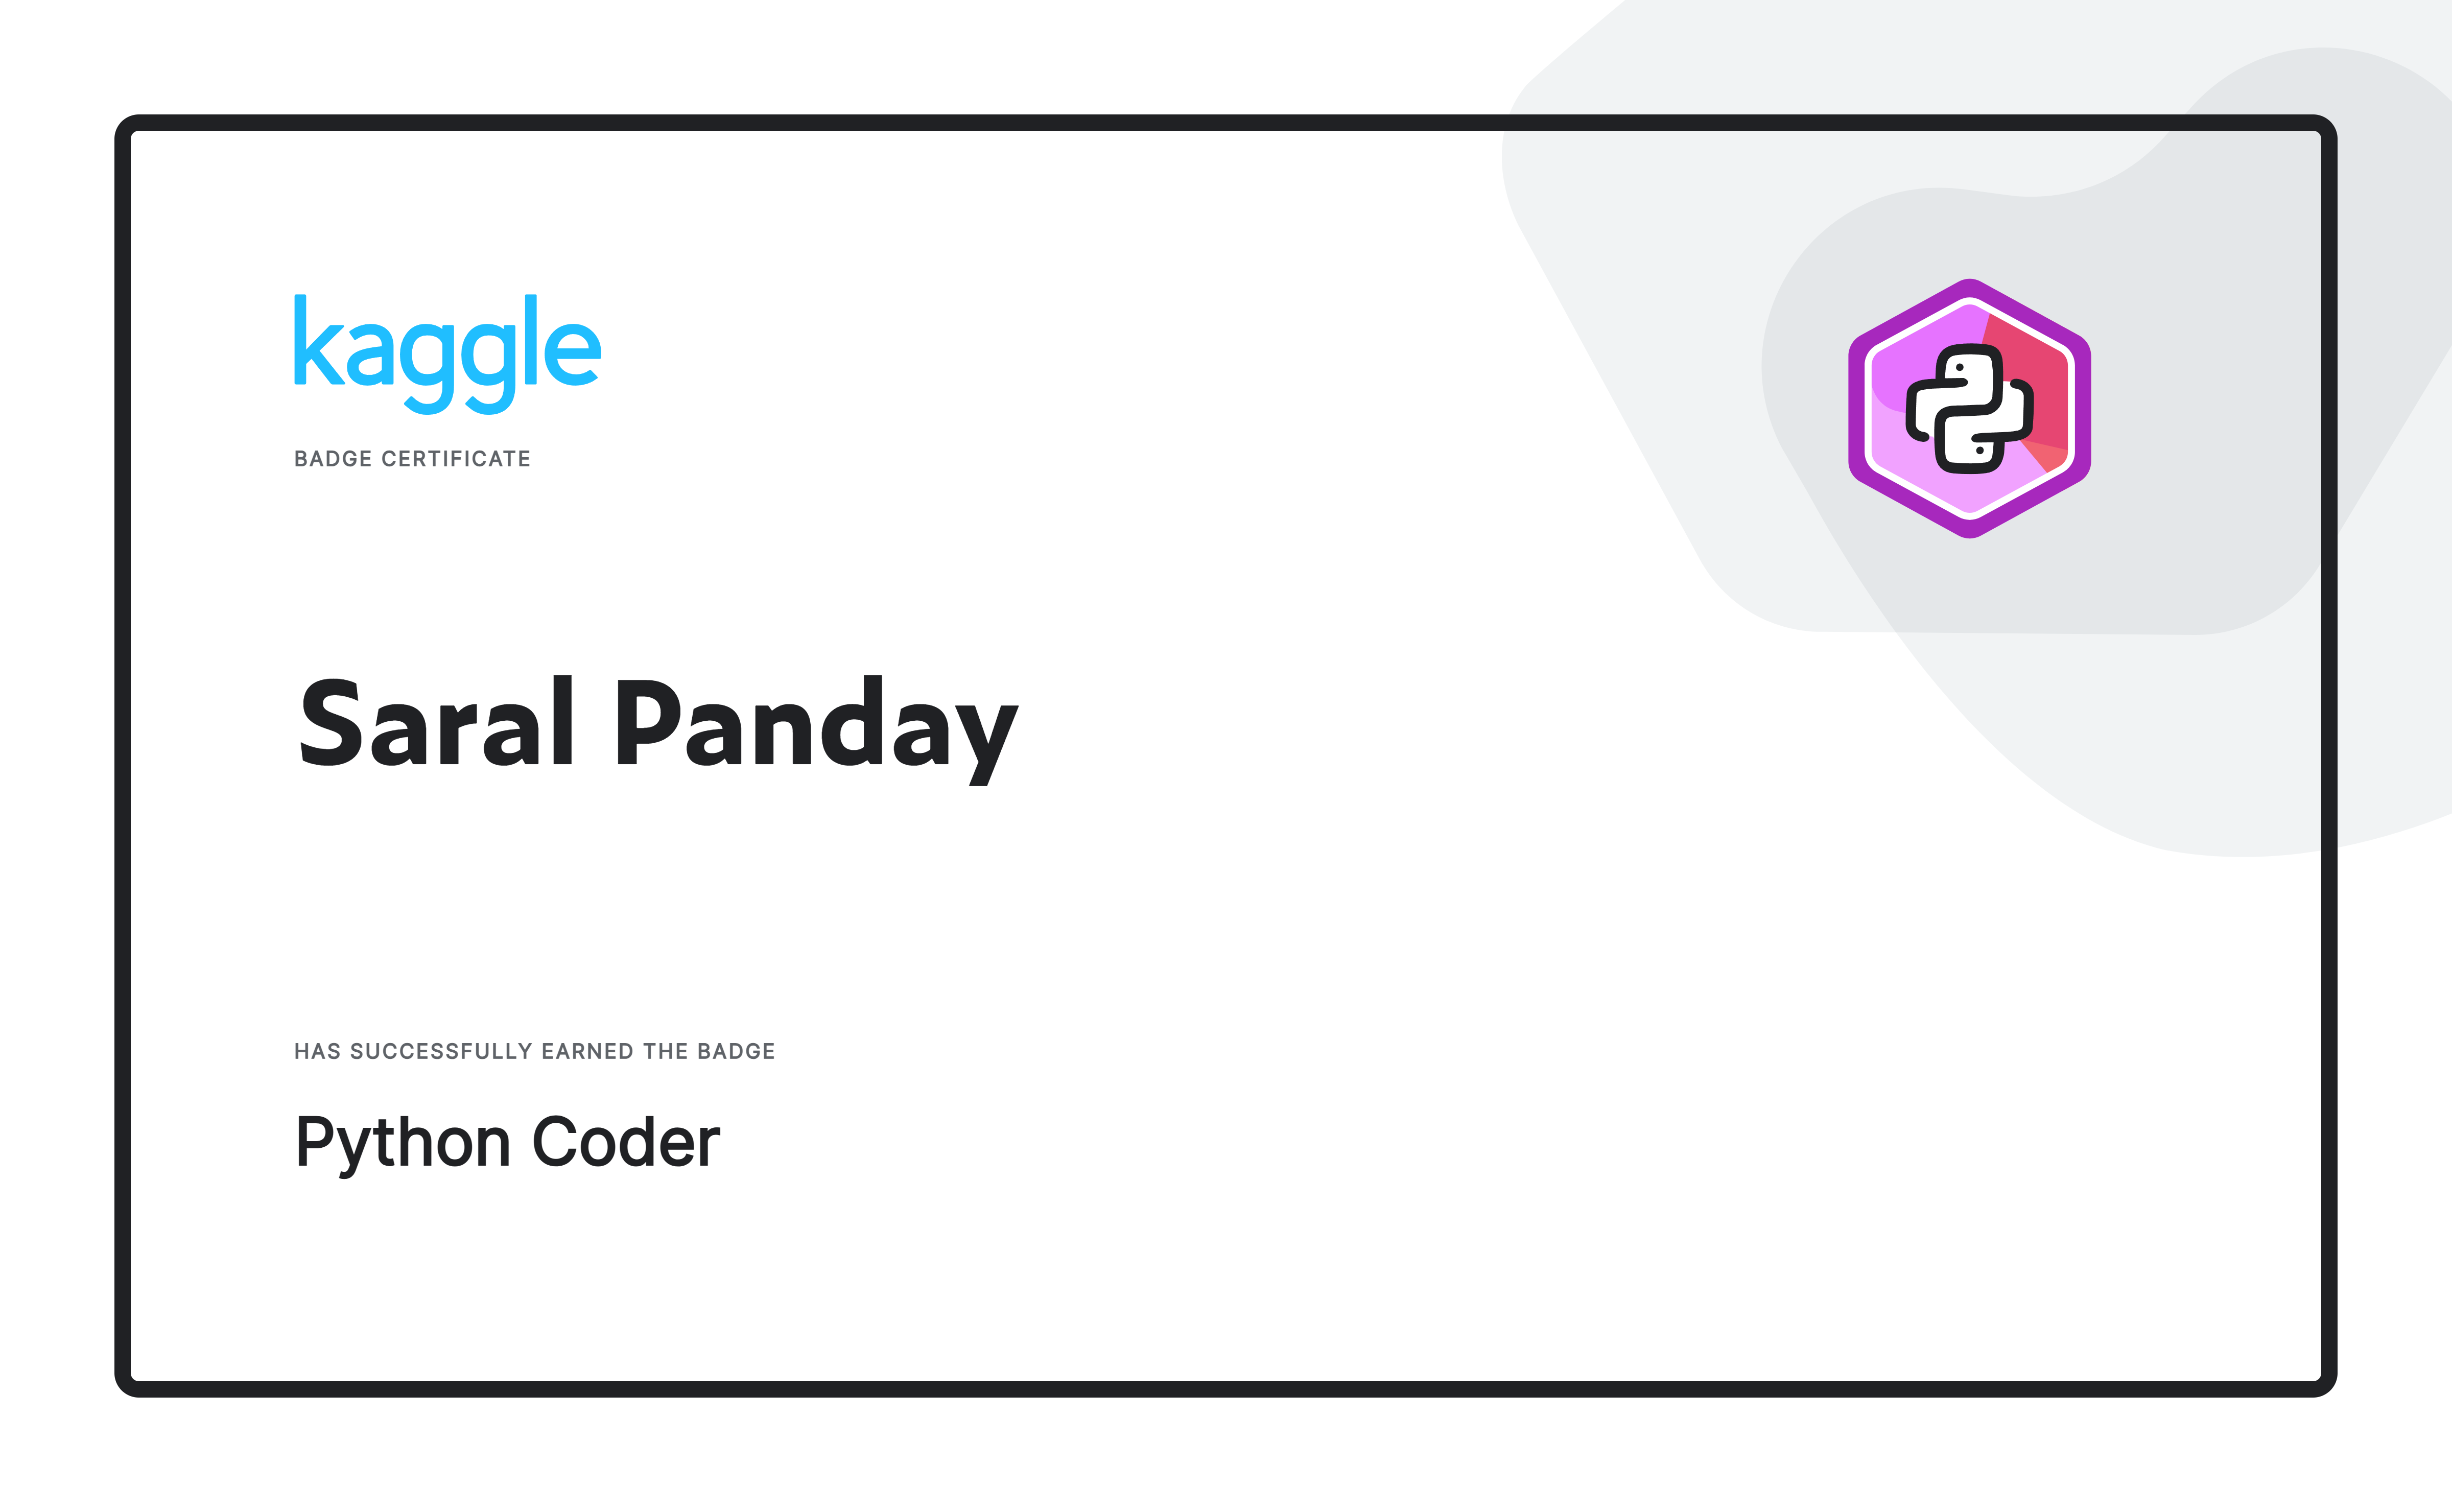 kaggle
BADGE CERTIFICATE
Saral Panday
HAS SUCCESSFULLY EARNED THE BADGE
Python Coder